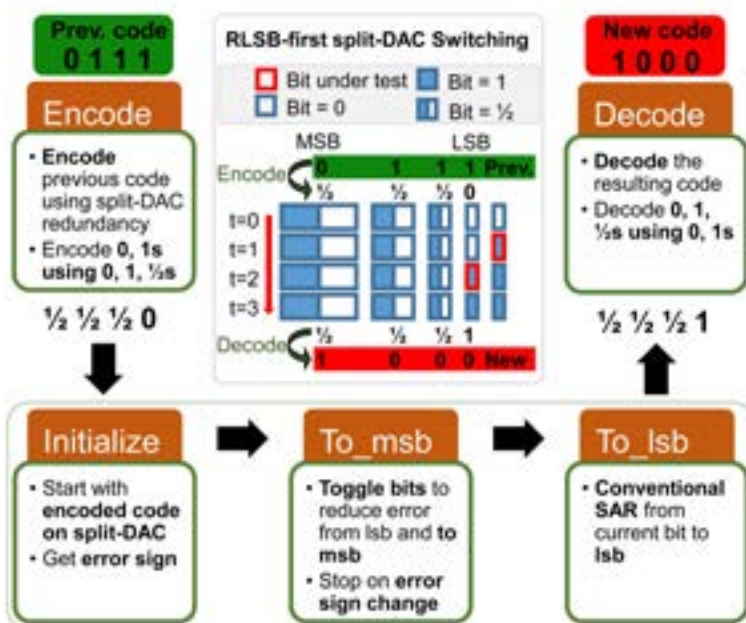 Prev. code
0 1 1 1
Encode
• Encode
previous code
using split-DAC
redundancy
• Encode 0, 1s
using 0, 1, ½s
½ ½ ½ 0
RLSB-first split-DAC Switching
Bit under test
Bit = 1
Bit = 0
Bit = ½
MSB
LSB
Encode
0 1 1 1 Prev.
½ ½ ½ 0
t=0
t=1
t=2
t=3
½ ½ ½ 1
Decode
1 0 0 0 New
New code
1 0 0 0
Decode
• Decode the
resulting code
• Decode 0, 1,
½s using 0, 1s
½ ½ ½ 1
Initialize
• Start with
encoded code
on split-DAC
• Get error sign
To_msb
• Toggle bits to
reduce error
from lsb and to
msb
• Stop on error
sign change
To_lsb
• Conventional
SAR from
current bit to
lsb